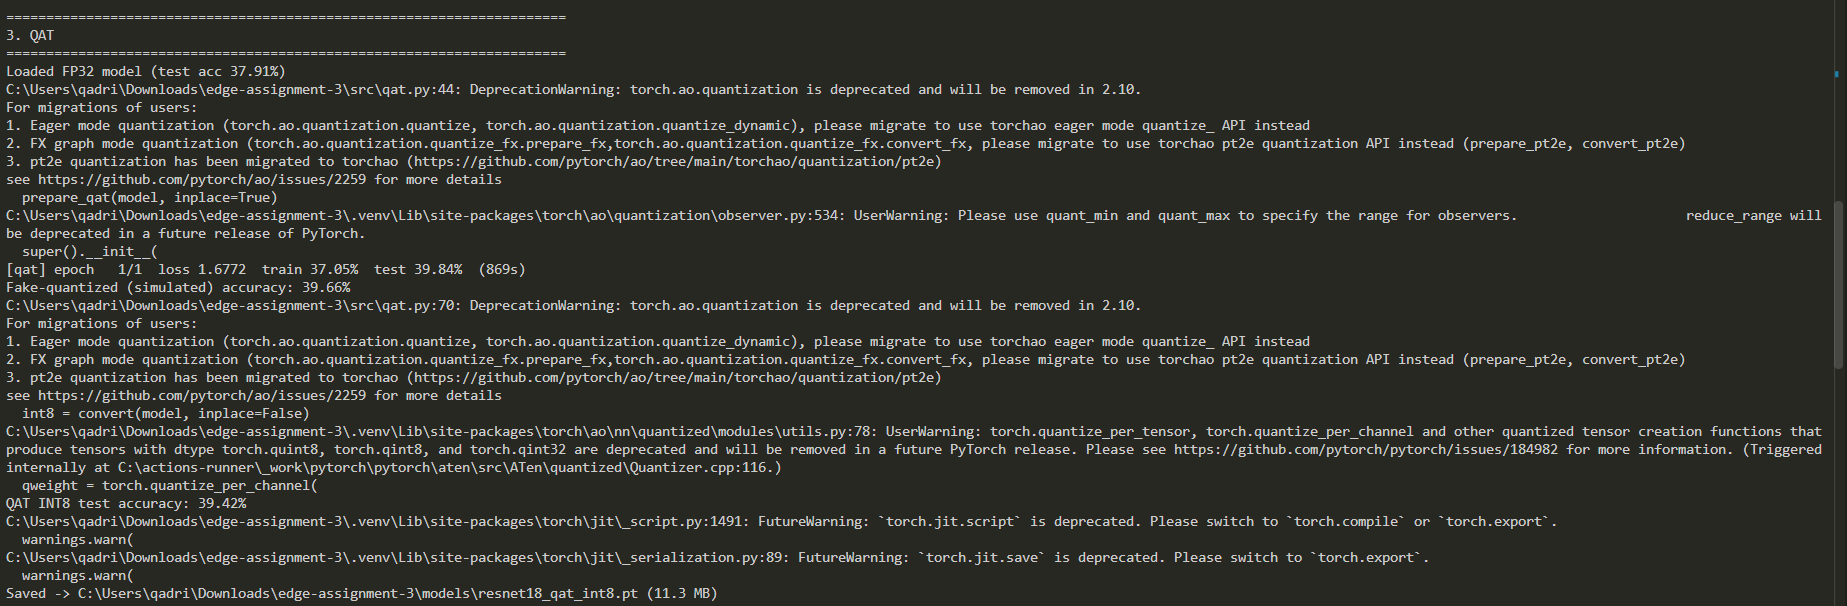 ======================================================================
3. QAT
======================================================================
Loaded FP32 model (test acc 37.91%)
C:\Users\qadri\Downloads\edge-assignment-3\src\qat.py:44: DeprecationWarning: torch.ao.quantization is deprecated and will be removed in 2.10.
For migrations of users:
1. Eager mode quantization (torch.ao.quantization.quantize, torch.ao.quantization.quantize_dynamic), please migrate to use torchao eager mode quantize_ API instead
2. FX graph mode quantization (torch.ao.quantization.quantize_fx.prepare_fx,torch.ao.quantization.quantize_fx.convert_fx, please migrate to use torchao pt2e quantization API instead (prepare_pt2e, convert_pt2e)
3. pt2e quantization has been migrated to torchao (https://github.com/pytorch/ao/tree/main/torchao/quantization/pt2e)
see https://github.com/pytorch/ao/issues/2259 for more details
  prepare_qat(model, inplace=True)
C:\Users\qadri\Downloads\edge-assignment-3\.venv\Lib\site-packages\torch\ao\quantization\observer.py:534: UserWarning: Please use quant_min and quant_max to specify the range for observers.                     reduce_range will
be deprecated in a future release of PyTorch.
  super().__init__(
[qat] epoch   1/1  loss 1.6772  train 37.05%  test 39.84%  (869s)
Fake-quantized (simulated) accuracy: 39.66%
C:\Users\qadri\Downloads\edge-assignment-3\src\qat.py:70: DeprecationWarning: torch.ao.quantization is deprecated and will be removed in 2.10.
For migrations of users:
1. Eager mode quantization (torch.ao.quantization.quantize, torch.ao.quantization.quantize_dynamic), please migrate to use torchao eager mode quantize_ API instead
2. FX graph mode quantization (torch.ao.quantization.quantize_fx.prepare_fx,torch.ao.quantization.quantize_fx.convert_fx, please migrate to use torchao pt2e quantization API instead (prepare_pt2e, convert_pt2e)
3. pt2e quantization has been migrated to torchao (https://github.com/pytorch/ao/tree/main/torchao/quantization/pt2e)
see https://github.com/pytorch/ao/issues/2259 for more details
  int8 = convert(model, inplace=False)
C:\Users\qadri\Downloads\edge-assignment-3\.venv\Lib\site-packages\torch\ao\nn\quantized\modules\utils.py:78: UserWarning: torch.quantize_per_tensor, torch.quantize_per_channel and other quantized tensor creation functions that
produce tensors with dtype torch.quint8, torch.qint8, and torch.qint32 are deprecated and will be removed in a future PyTorch release. Please see https://github.com/pytorch/pytorch/issues/184982 for more information. (Triggered
internally at C:\actions-runner\_work\pytorch\pytorch\aten\src\ATen\quantized\Quantizer.cpp:116.)
  qweight = torch.quantize_per_channel(
QAT INT8 test accuracy: 39.42%
C:\Users\qadri\Downloads\edge-assignment-3\.venv\Lib\site-packages\torch\jit\_script.py:1491: FutureWarning: `torch.jit.script` is deprecated. Please switch to `torch.compile` or `torch.export`.
  warnings.warn(
C:\Users\qadri\Downloads\edge-assignment-3\.venv\Lib\site-packages\torch\jit\_serialization.py:89: FutureWarning: `torch.jit.save` is deprecated. Please switch to `torch.export`.
  warnings.warn(
Saved -> C:\Users\qadri\Downloads\edge-assignment-3\models\resnet18_qat_int8.pt (11.3 MB)